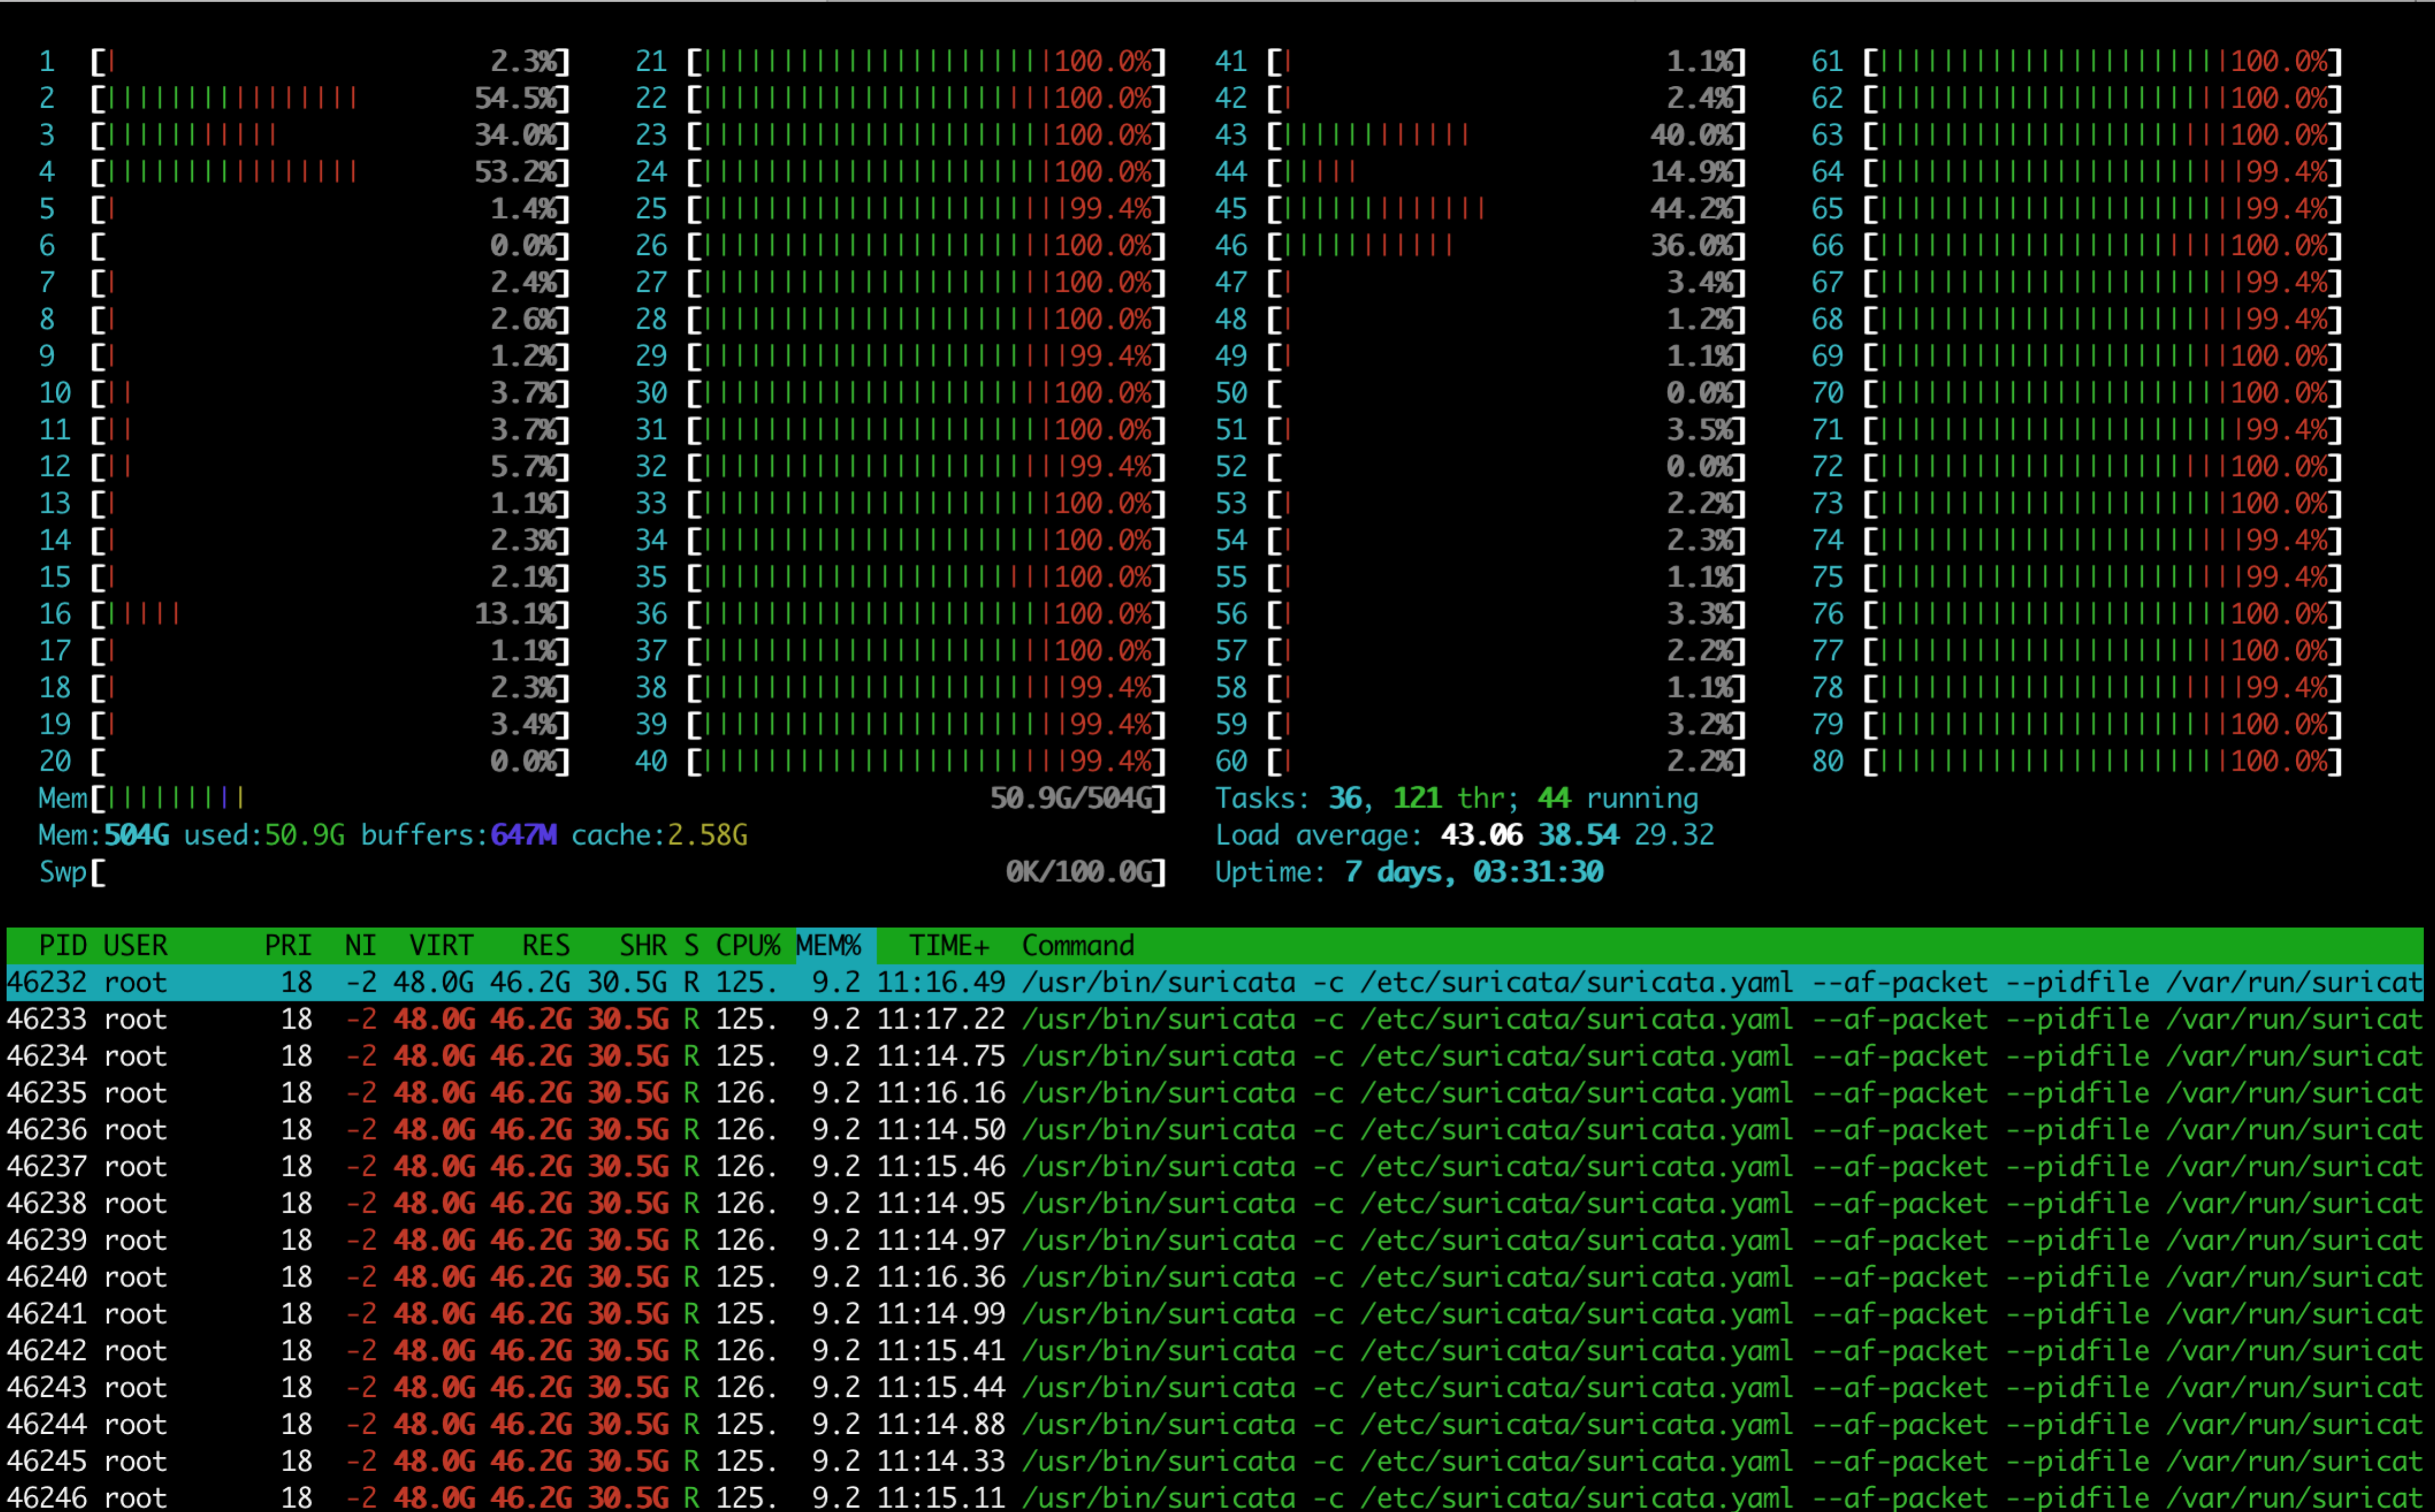 1 [| 2.3%] 21 [||||||||||||||||||||||100.0%] 41 [| 1.1%] 61 [||||||||||||||||||||||100.0%]
2 [|||||||||||||||| 54.5%] 22 [||||||||||||||||||||||100.0%] 42 [| 2.4%] 62 [||||||||||||||||||||||100.0%]
3 [||||||||||| 34.0%] 23 [||||||||||||||||||||||100.0%] 43 [|||||||||||| 40.0%] 63 [||||||||||||||||||||||100.0%]
4 [|||||||||||||||| 53.2%] 24 [||||||||||||||||||||||100.0%] 44 [||||| 14.9%] 64 [|||||||||||||||||||||||99.4%]
5 [| 1.4%] 25 [|||||||||||||||||||||||99.4%] 45 [||||||||||||| 44.2%] 65 [|||||||||||||||||||||||99.4%]
6 [ 0.0%] 26 [||||||||||||||||||||||100.0%] 46 [||||||||||| 36.0%] 66 [||||||||||||||||||||||100.0%]
7 [| 2.4%] 27 [||||||||||||||||||||||100.0%] 47 [| 3.4%] 67 [|||||||||||||||||||||||99.4%]
8 [| 2.6%] 28 [||||||||||||||||||||||100.0%] 48 [| 1.2%] 68 [|||||||||||||||||||||||99.4%]
9 [| 1.2%] 29 [|||||||||||||||||||||||99.4%] 49 [| 1.1%] 69 [||||||||||||||||||||||100.0%]
10 [|| 3.7%] 30 [||||||||||||||||||||||100.0%] 50 [ 0.0%] 70 [||||||||||||||||||||||100.0%]
11 [|| 3.7%] 31 [||||||||||||||||||||||100.0%] 51 [| 3.5%] 71 [|||||||||||||||||||||||99.4%]
12 [|| 5.7%] 32 [|||||||||||||||||||||||99.4%] 52 [ 0.0%] 72 [||||||||||||||||||||||100.0%]
13 [| 1.1%] 33 [||||||||||||||||||||||100.0%] 53 [| 2.2%] 73 [||||||||||||||||||||||100.0%]
14 [| 2.3%] 34 [||||||||||||||||||||||100.0%] 54 [| 2.3%] 74 [|||||||||||||||||||||||99.4%]
15 [| 2.1%] 35 [||||||||||||||||||||||100.0%] 55 [| 1.1%] 75 [|||||||||||||||||||||||99.4%]
16 [||||| 13.1%] 36 [||||||||||||||||||||||100.0%] 56 [| 3.3%] 76 [||||||||||||||||||||||100.0%]
17 [| 1.1%] 37 [||||||||||||||||||||||100.0%] 57 [| 2.2%] 77 [||||||||||||||||||||||100.0%]
18 [| 2.3%] 38 [|||||||||||||||||||||||99.4%] 58 [| 1.1%] 78 [|||||||||||||||||||||||99.4%]
19 [| 3.4%] 39 [|||||||||||||||||||||||99.4%] 59 [| 3.2%] 79 [||||||||||||||||||||||100.0%]
20 [ 0.0%] 40 [|||||||||||||||||||||||99.4%] 60 [| 2.2%] 80 [||||||||||||||||||||||100.0%]
Mem[||||||||| 50.9G/504G] Tasks: 36, 121 thr; 44 running
Mem:504G used:50.9G buffers:647M cache:2.58G Load average: 43.06 38.54 29.32
Swp[ 0K/100.0G] Uptime: 7 days, 03:31:30
PID USER PRI NI VIRT RES SHR S CPU% MEM% TIME+ Command
46232 root 18 -2 48.0G 46.2G 30.5G R 125. 9.2 11:16.49 /usr/bin/suricata -c /etc/suricata/suricata.yaml --af-packet --pidfile /var/run/suricat
46233 root 18 -2 48.0G 46.2G 30.5G R 125. 9.2 11:17.22 /usr/bin/suricata -c /etc/suricata/suricata.yaml --af-packet --pidfile /var/run/suricat
46234 root 18 -2 48.0G 46.2G 30.5G R 125. 9.2 11:14.75 /usr/bin/suricata -c /etc/suricata/suricata.yaml --af-packet --pidfile /var/run/suricat
46235 root 18 -2 48.0G 46.2G 30.5G R 126. 9.2 11:16.16 /usr/bin/suricata -c /etc/suricata/suricata.yaml --af-packet --pidfile /var/run/suricat
46236 root 18 -2 48.0G 46.2G 30.5G R 126. 9.2 11:14.50 /usr/bin/suricata -c /etc/suricata/suricata.yaml --af-packet --pidfile /var/run/suricat
46237 root 18 -2 48.0G 46.2G 30.5G R 126. 9.2 11:15.46 /usr/bin/suricata -c /etc/suricata/suricata.yaml --af-packet --pidfile /var/run/suricat
46238 root 18 -2 48.0G 46.2G 30.5G R 126. 9.2 11:14.95 /usr/bin/suricata -c /etc/suricata/suricata.yaml --af-packet --pidfile /var/run/suricat
46239 root 18 -2 48.0G 46.2G 30.5G R 126. 9.2 11:14.97 /usr/bin/suricata -c /etc/suricata/suricata.yaml --af-packet --pidfile /var/run/suricat
46240 root 18 -2 48.0G 46.2G 30.5G R 125. 9.2 11:16.36 /usr/bin/suricata -c /etc/suricata/suricata.yaml --af-packet --pidfile /var/run/suricat
46241 root 18 -2 48.0G 46.2G 30.5G R 125. 9.2 11:14.99 /usr/bin/suricata -c /etc/suricata/suricata.yaml --af-packet --pidfile /var/run/suricat
46242 root 18 -2 48.0G 46.2G 30.5G R 126. 9.2 11:15.41 /usr/bin/suricata -c /etc/suricata/suricata.yaml --af-packet --pidfile /var/run/suricat
46243 root 18 -2 48.0G 46.2G 30.5G R 126. 9.2 11:15.44 /usr/bin/suricata -c /etc/suricata/suricata.yaml --af-packet --pidfile /var/run/suricat
46244 root 18 -2 48.0G 46.2G 30.5G R 125. 9.2 11:14.88 /usr/bin/suricata -c /etc/suricata/suricata.yaml --af-packet --pidfile /var/run/suricat
46245 root 18 -2 48.0G 46.2G 30.5G R 125. 9.2 11:14.33 /usr/bin/suricata -c /etc/suricata/suricata.yaml --af-packet --pidfile /var/run/suricat
46246 root 18 -2 48.0G 46.2G 30.5G R 125. 9.2 11:15.11 /usr/bin/suricata -c /etc/suricata/suricata.yaml --af-packet --pidfile /var/run/suricat